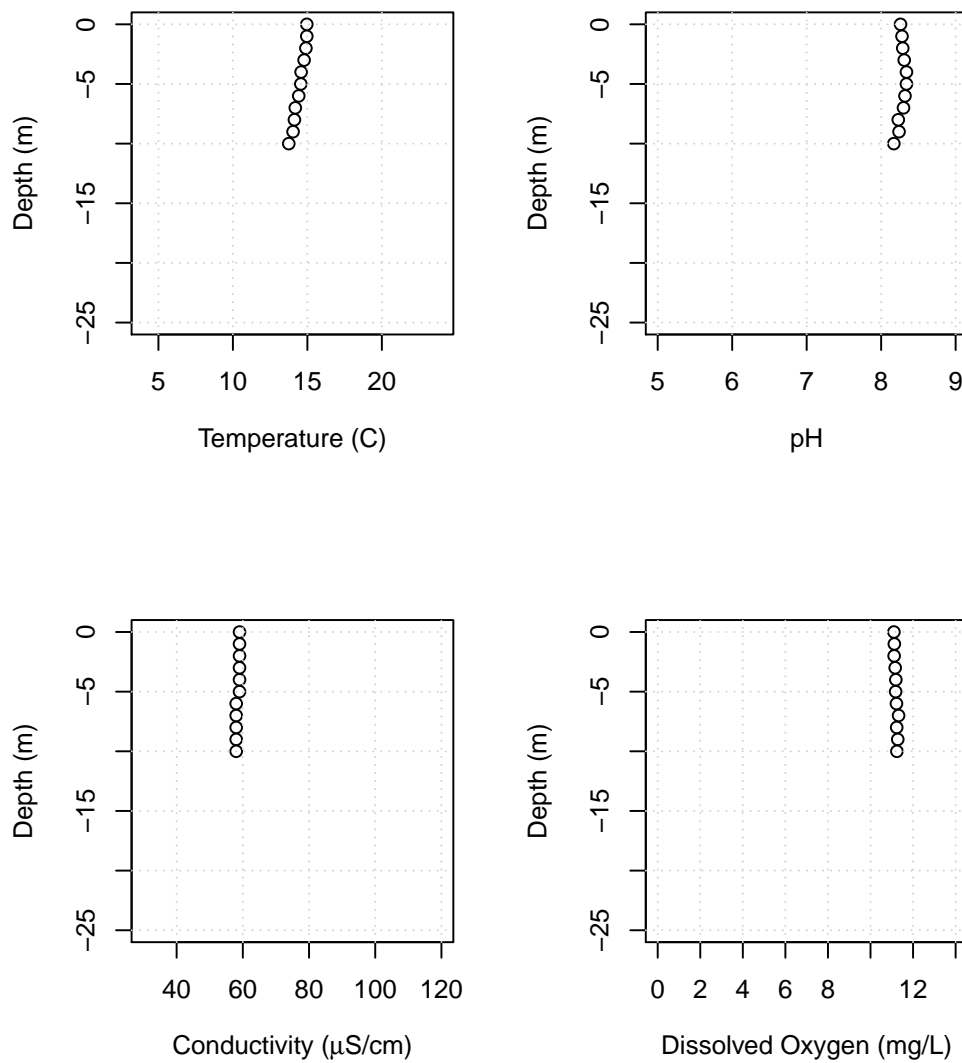 0
−5
−15
−25
Depth (m)
5 10 15 20
Temperature (C)
0
−5
−15
−25
Depth (m)
5 6 7 8 9
pH
0
−5
−15
−25
Depth (m)
40 60 80 100 120
Conductivity (μS/cm)
0
−5
−15
−25
Depth (m)
0 2 4 6 8 12
Dissolved Oxygen (mg/L)